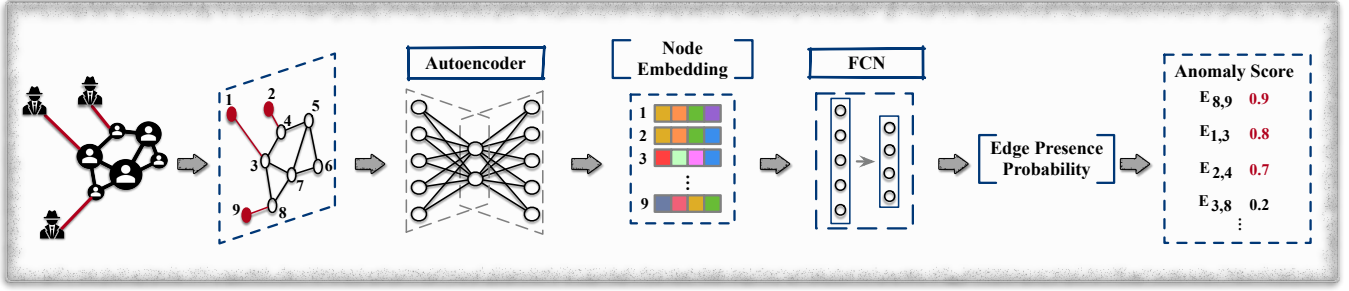 1
2
3
4
5
6
7
8
9
Autoencoder
Node
Embedding
1
2
3
⋮
9
FCN
Edge Presence
Probability
Anomaly Score
E8,9 0.9
E1,3 0.8
E2,4 0.7
E3,8 0.2
⋮